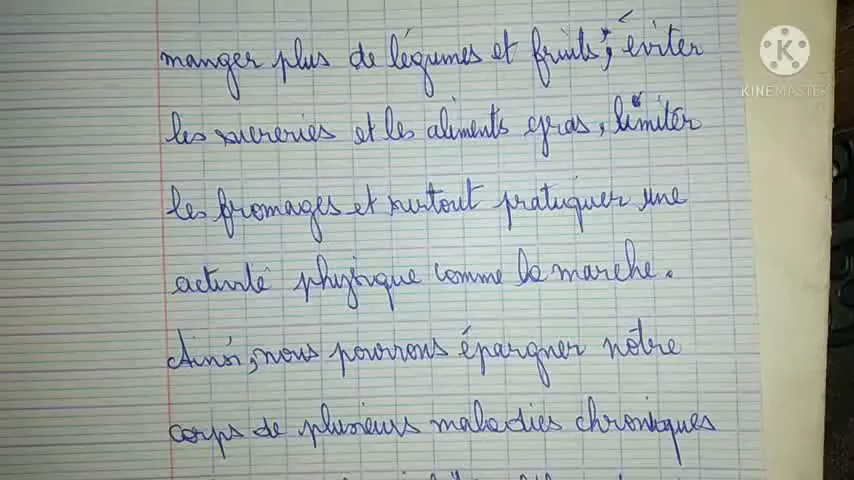 KINEMASTER
manger plus de légumes et fruits, éviter
les sucreries et les aliments gras, limiter
les fromages et surtout pratiquer une
activité physique comme la marche.
Ainsi, nous pourrons épargner nôtre
corps de plusieurs maladies chroniques